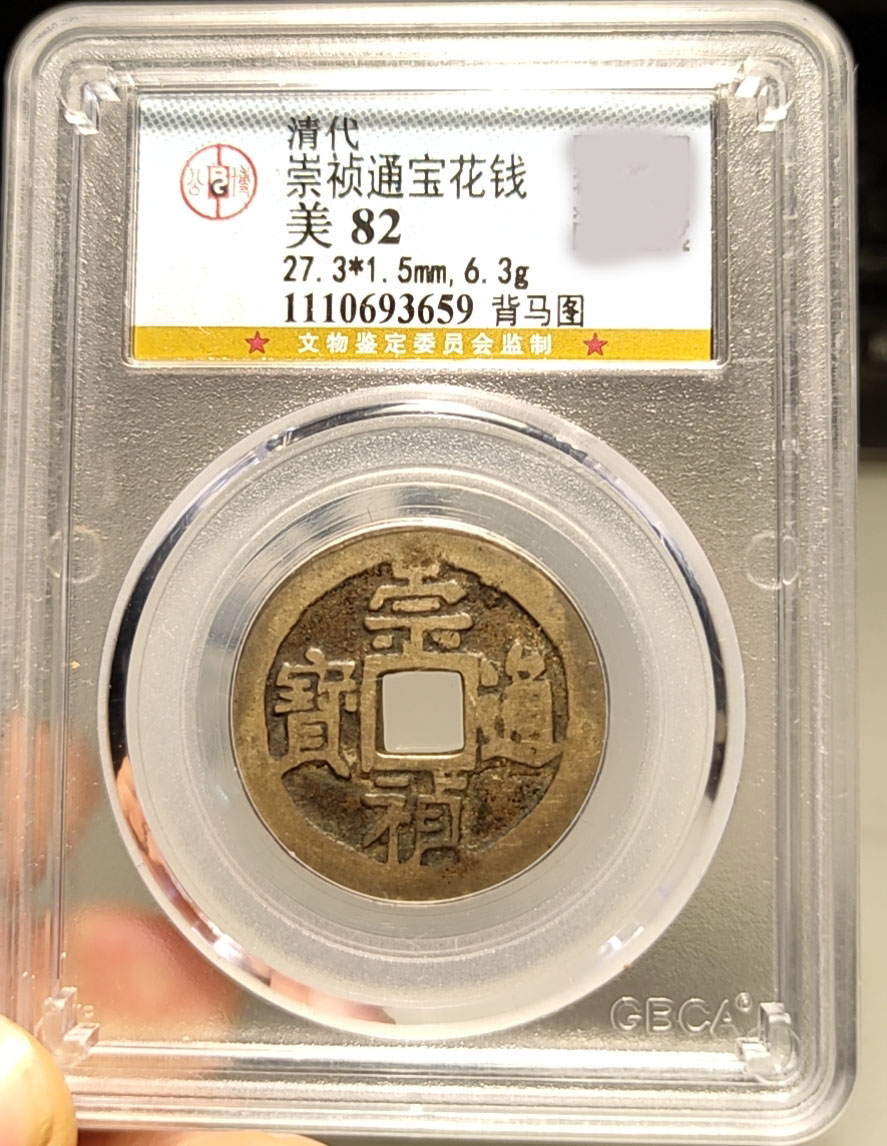 清代
崇祯通宝花钱
美 82
27.3*1.5mm,6.3g
1110693659 背马图
★ 文物鉴定委员会监制 ★
崇
寶 通
祯
GBCA®